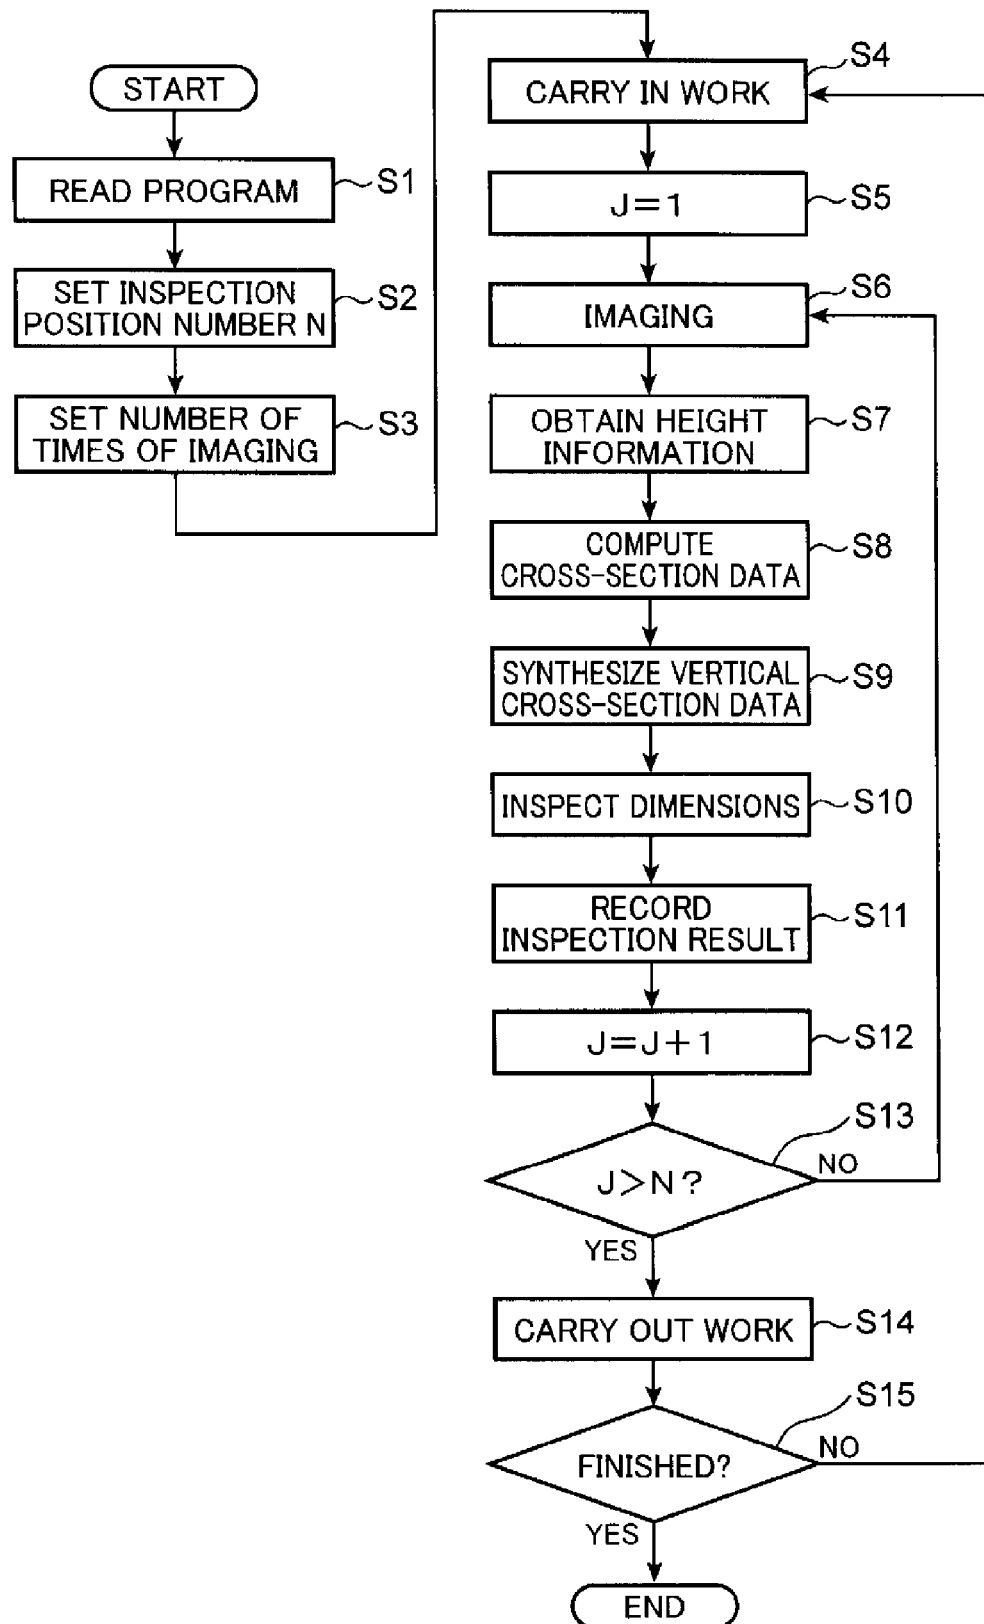 START
READ PROGRAM
S1
SET INSPECTION
POSITION NUMBER N
S2
SET NUMBER OF
TIMES OF IMAGING
S3
CARRY IN WORK
S4
J=1
S5
IMAGING
S6
OBTAIN HEIGHT
INFORMATION
S7
COMPUTE
CROSS-SECTION DATA
S8
SYNTHESIZE VERTICAL
CROSS-SECTION DATA
S9
INSPECT DIMENSIONS
S10
RECORD
INSPECTION RESULT
S11
J=J+1
S12
J>N?
S13
NO
YES
CARRY OUT WORK
S14
FINISHED?
S15
NO
YES
END